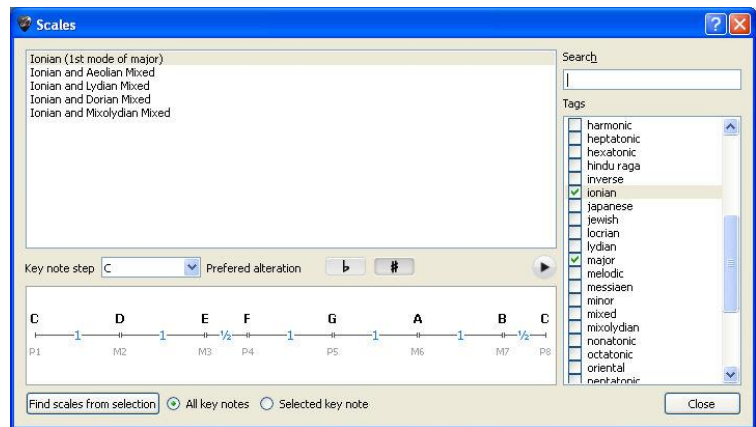 Scales
Ionian (1st mode of major)
Ionian and Aeolian Mixed
Ionian and Lydian Mixed
Ionian and Dorian Mixed
Ionian and Mixolydian Mixed
Search
Tags
harmonic
heptatonic
hexatonic
hindu raga
inverse
ionian
japanese
jewish
locrian
lydian
major
melodic
messiaen
minor
mixed
mixolydian
nonatonic
octatonic
oriental
pentatonic
Key note step C Prefered alteration ♭ #
C D E F G A B C
1 1 ½ 1 1 1 ½
P1 M2 M3 P4 P5 M6 M7 P8
Find scales from selection All key notes Selected key note Close